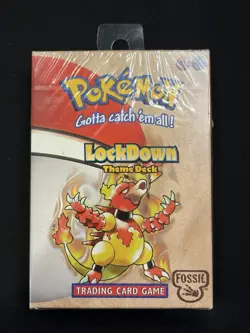 Pokémon
Gotta catch 'em all!
LockDown
Theme Deck
FOSSIL
TRADING CARD GAME